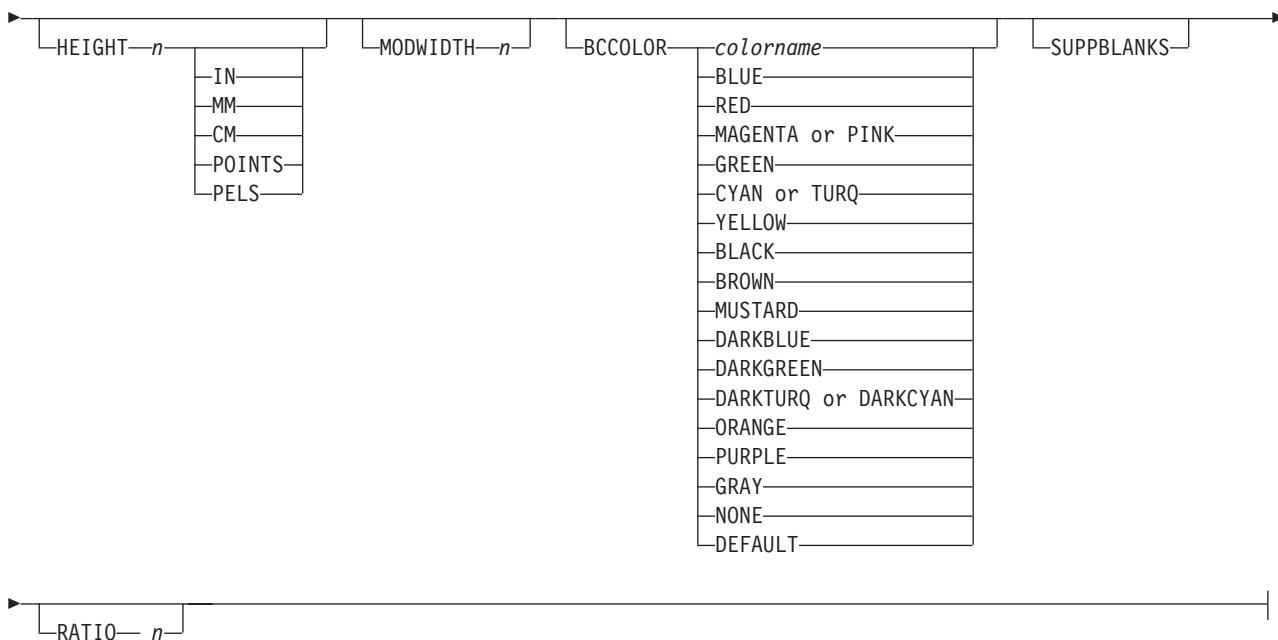 HEIGHT n MODWIDTH n BCCOLOR colorname SUPPBLANKS
IN BLUE
MM RED
CM MAGENTA or PINK
POINTS GREEN
PELS CYAN or TURQ
YELLOW
BLACK
BROWN
MUSTARD
DARKBLUE
DARKGREEN
DARKTURQ or DARKCYAN
ORANGE
PURPLE
GRAY
NONE
DEFAULT
RATIO n